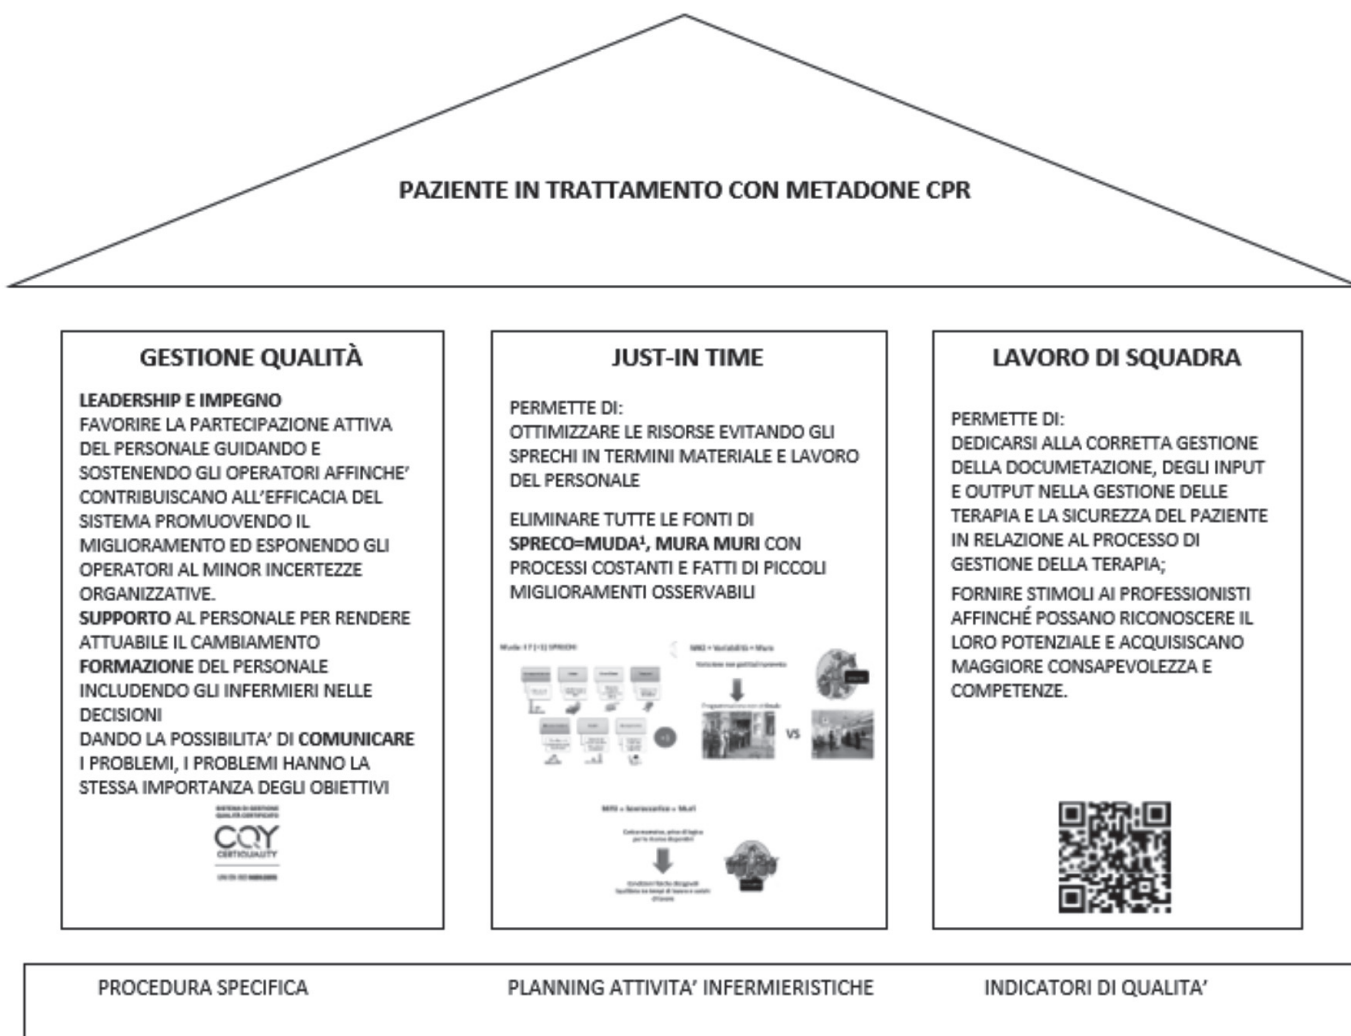 PAZIENTE IN TRATTAMENTO CON METADONE CPR
GESTIONE QUALITÀ
LEADERSHIP E IMPEGNO
FAVORIRE LA PARTECIPAZIONE ATTIVA
DEL PERSONALE GUIDANDO E
SOSTENENDO GLI OPERATORI AFFINCHE'
CONTRIBUISCANO ALL'EFFICACIA DEL
SISTEMA PROMUOVENDO IL
MIGLIORAMENTO ED ESPONENDO GLI
OPERATORI AL MINOR INCERTEZZE
ORGANIZZATIVE.
SUPPORTO AL PERSONALE PER RENDERE
ATTUABILE IL CAMBIAMENTO
FORMAZIONE DEL PERSONALE
INCLUDENDO GLI INFERMIERI NELLE
DECISIONI
DANDO LA POSSIBILITA' DI COMUNICARE
I PROBLEMI, I PROBLEMI HANNO LA
STESSA IMPORTANZA DEGLI OBIETTIVI
SISTEMA DI GESTIONE
QUALITÀ CERTIFICATO
CQY
CERTIQUALITY
UNI EN ISO
JUST-IN TIME
PERMETTE DI:
OTTIMIZZARE LE RISORSE EVITANDO GLI
SPRECHI IN TERMINI MATERIALE E LAVORO
DEL PERSONALE
ELIMINARE TUTTE LE FONTI DI
SPRECO=MUDA¹, MURA MURI CON
PROCESSI COSTANTI E FATTI DI PICCOLI
MIGLIORAMENTI OSSERVABILI
VS
LAVORO DI SQUADRA
PERMETTE DI:
DEDICARSI ALLA CORRETTA GESTIONE
DELLA DOCUMETAZIONE, DEGLI INPUT
E OUTPUT NELLA GESTIONE DELLE
TERAPIA E LA SICUREZZA DEL PAZIENTE
IN RELAZIONE AL PROCESSO DI
GESTIONE DELLA TERAPIA;
FORNIRE STIMOLI AI PROFESSIONISTI
AFFINCHÉ POSSANO RICONOSCERE IL
LORO POTENZIALE E ACQUISISCANO
MAGGIORE CONSAPEVOLEZZA E
COMPETENZE.
PROCEDURA SPECIFICA
PLANNING ATTIVITA' INFERMIERISTICHE
INDICATORI DI QUALITA'